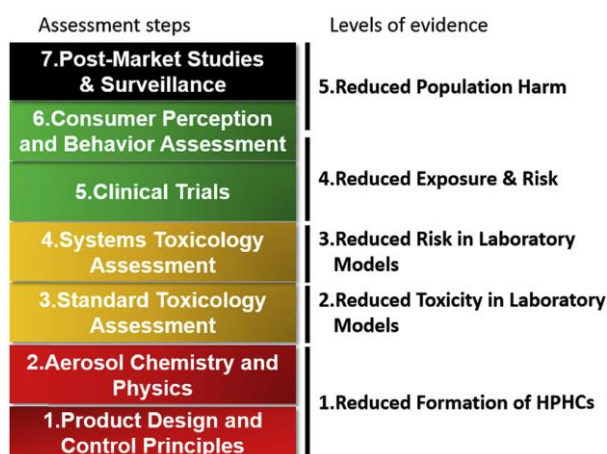 Assessment steps
Levels of evidence
7.Post-Market Studies
& Surveillance
5.Reduced Population Harm
6.Consumer Perception
and Behavior Assessment
4.Reduced Exposure & Risk
5.Clinical Trials
4.Systems Toxicology
Assessment
3.Reduced Risk in Laboratory
Models
3.Standard Toxicology
Assessment
2.Reduced Toxicity in Laboratory
Models
2.Aerosol Chemistry and
Physics
1.Reduced Formation of HPHCs
1.Product Design and
Control Principles